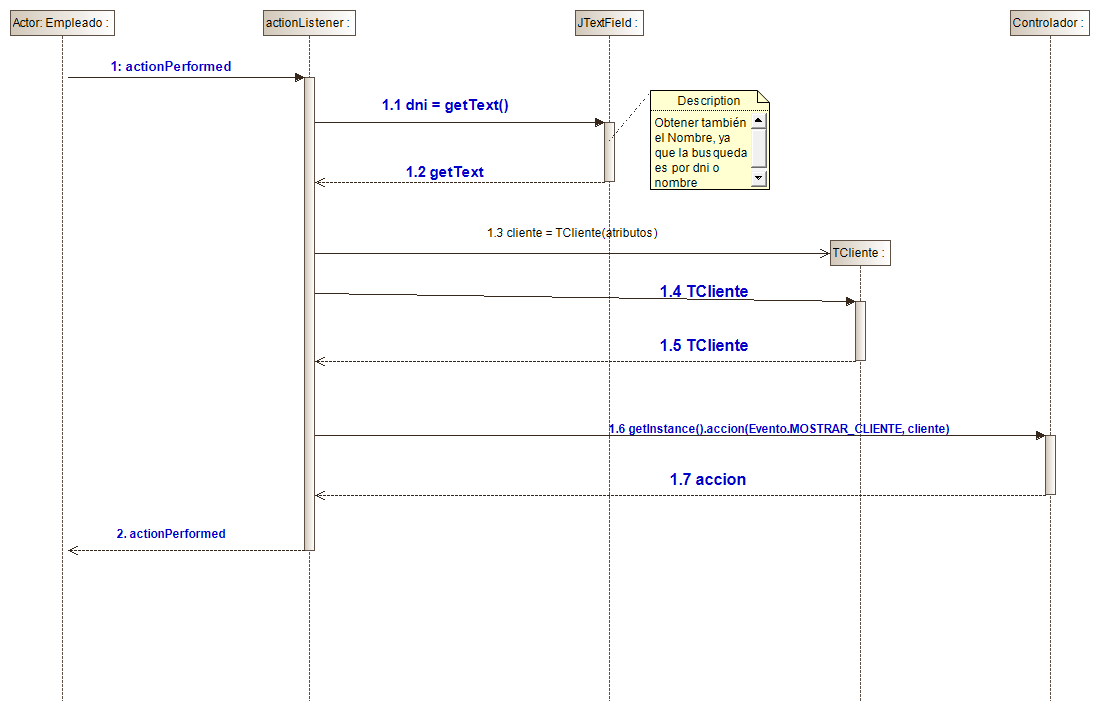 Actor: Empleado :
actionListener :
JTextField :
Controlador :
1: actionPerformed
1.1 dni = getText()
Description
Obtener también
el Nombre, ya
que la busqueda
es por dni o
nombre
1.2 getText
1.3 cliente = TCliente(atributos)
TCliente :
1.4 TCliente
1.5 TCliente
1.6 getInstance().accion(Evento.MOSTRAR_CLIENTE, cliente)
1.7 accion
2. actionPerformed